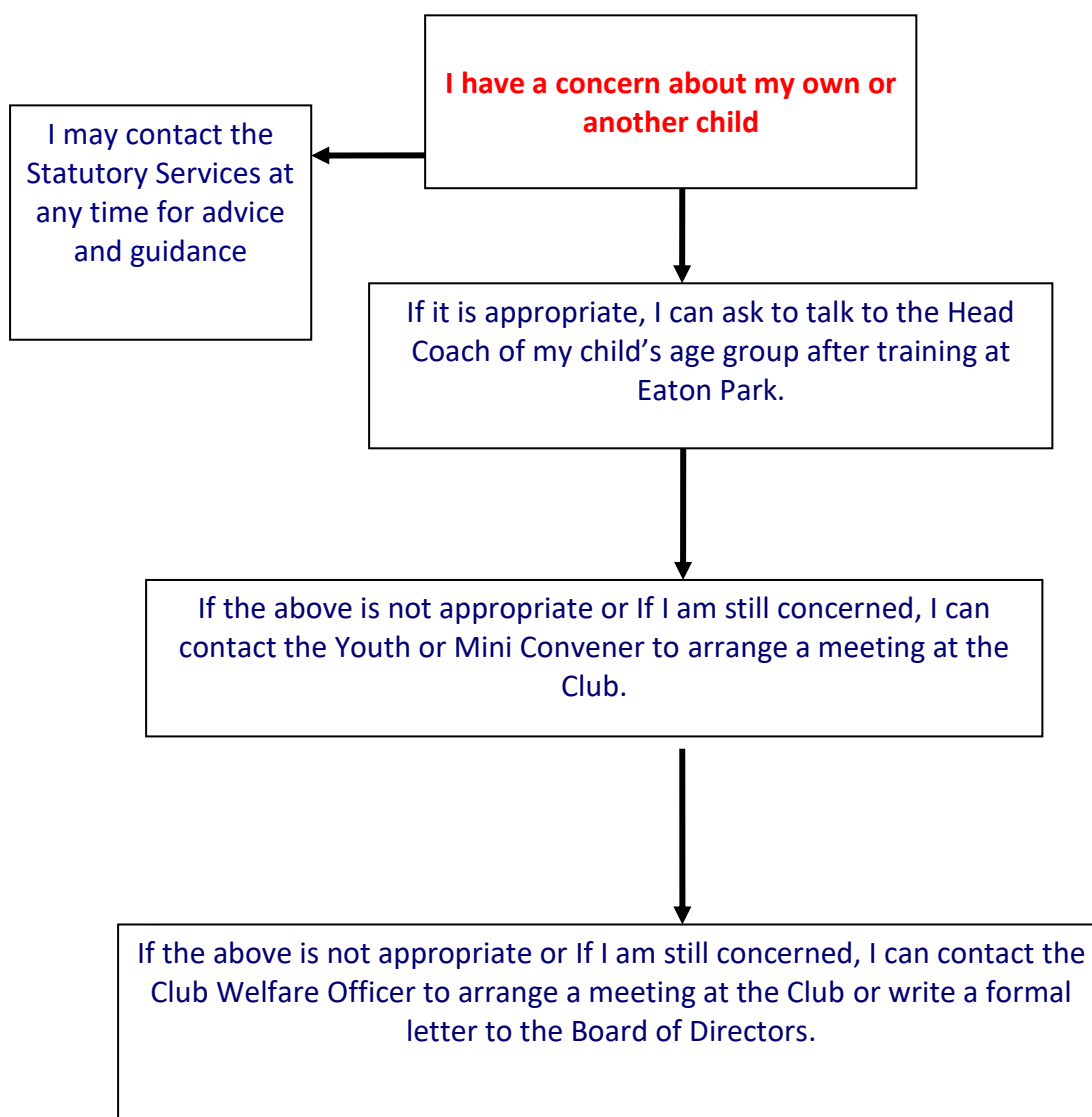 I have a concern about my own or
another child
I may contact the
Statutory Services at
any time for advice
and guidance
If it is appropriate, I can ask to talk to the Head
Coach of my child’s age group after training at
Eaton Park.
If the above is not appropriate or If I am still concerned, I can
contact the Youth or Mini Convener to arrange a meeting at the
Club.
If the above is not appropriate or If I am still concerned, I can contact the
Club Welfare Officer to arrange a meeting at the Club or write a formal
letter to the Board of Directors.